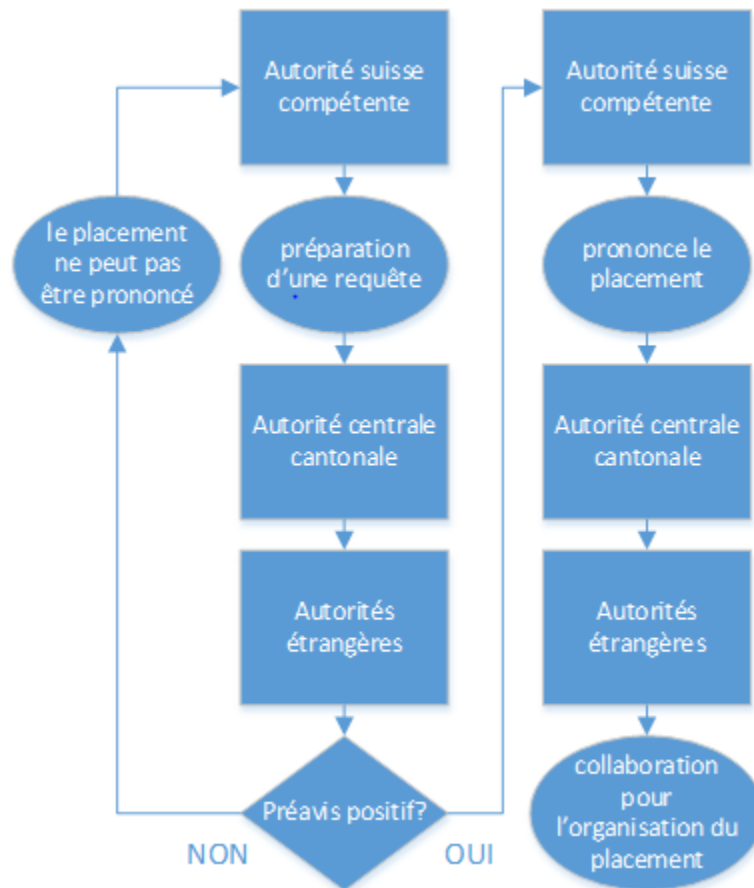 Autorité suisse
compétente
Autorité suisse
compétente
le placement
ne peut pas
être prononcé
préparation
d'une requête
prononce le
placement
Autorité centrale
cantonale
Autorité centrale
cantonale
Autorités
étrangères
Autorités
étrangères
Préavis positif?
NON
OUI
collaboration
pour
l'organisation du
placement